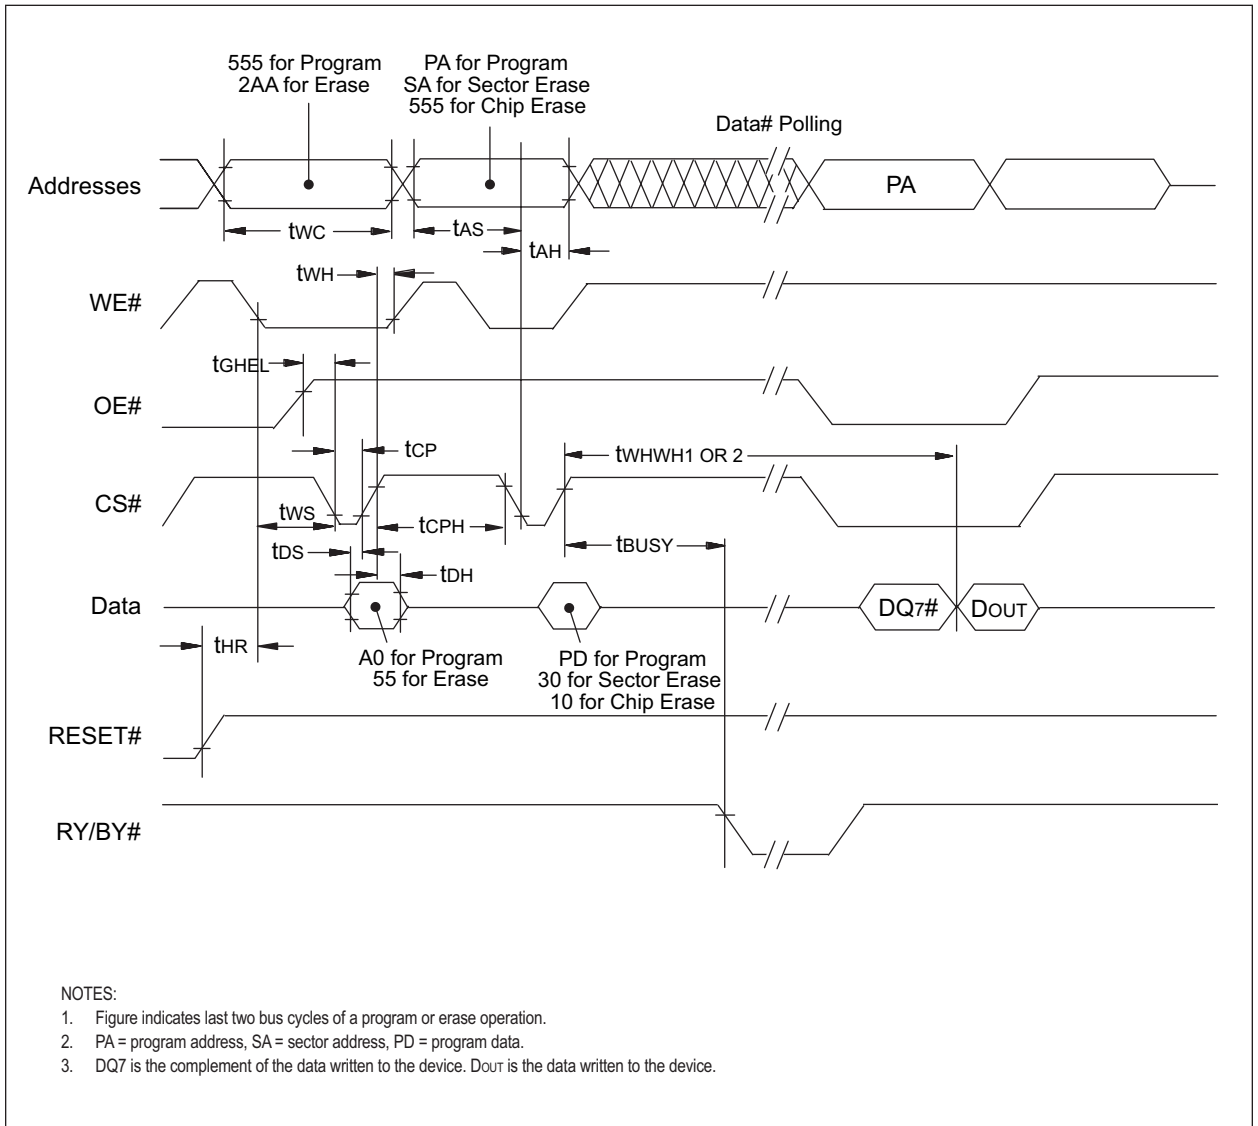 555 for Program
2AA for Erase
PA for Program
SA for Sector Erase
555 for Chip Erase
Data# Polling
Addresses
PA
tWC
tAS
tAH
tWH
WE#
tGHEL
OE#
tCP
tWHWH1 OR 2
CS#
tWS
tCPH
tBUSY
tDS
tDH
Data
DQ7#
DOUT
tHR
A0 for Program
55 for Erase
PD for Program
30 for Sector Erase
10 for Chip Erase
RESET#
RY/BY#
NOTES:
1. Figure indicates last two bus cycles of a program or erase operation.
2. PA = program address, SA = sector address, PD = program data.
3. DQ7 is the complement of the data written to the device. DOUT is the data written to the device.